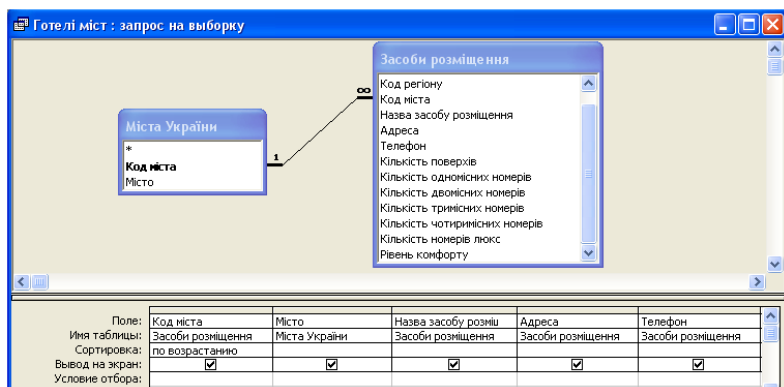 Готелі міст : запрос на выборку
Засоби розміщення
Код регіону
Код міста
Назва засобу розміщення
Адреса
Телефон
Кількість поверхів
Кількість одномісних номерів
Кількість двомісних номерів
Кількість тримісних номерів
Кількість чотиримісних номерів
Кількість номерів люкс
Рівень комфорту
∞
1
Міста України
*
Код міста
Місто
Поле: Код міста Місто Назва засобу розміщ Адреса Телефон
Имя таблицы: Засоби розміщення Міста України Засоби розміщення Засоби розміщення Засоби розміщення
Сортировка: по возрастанию
Вывод на экран:
Условие отбора: